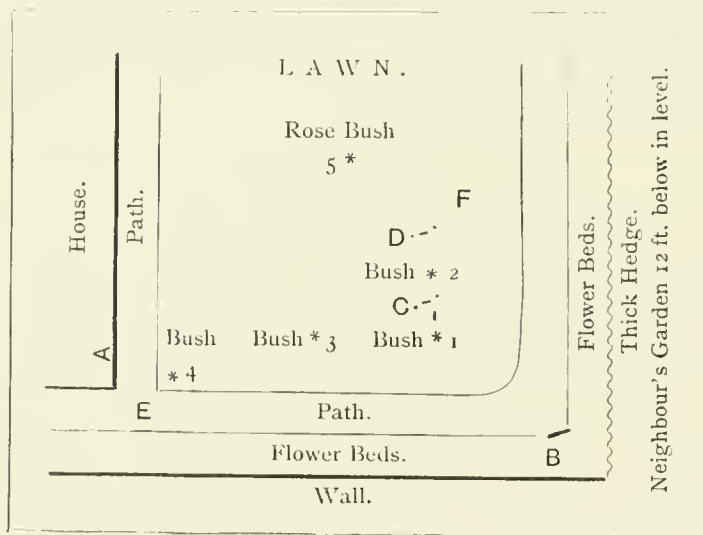 LAWN.
Rose Bush
5 *
F
D
Bush * 2
C
Bush * 3
Bush * 1
Bush
* 4
House.
Path.
A
E
Path.
Flower Beds.
B
Wall.
Flower Beds.
Thick Hedge.
Neighbour's Garden 12 ft. below in level.